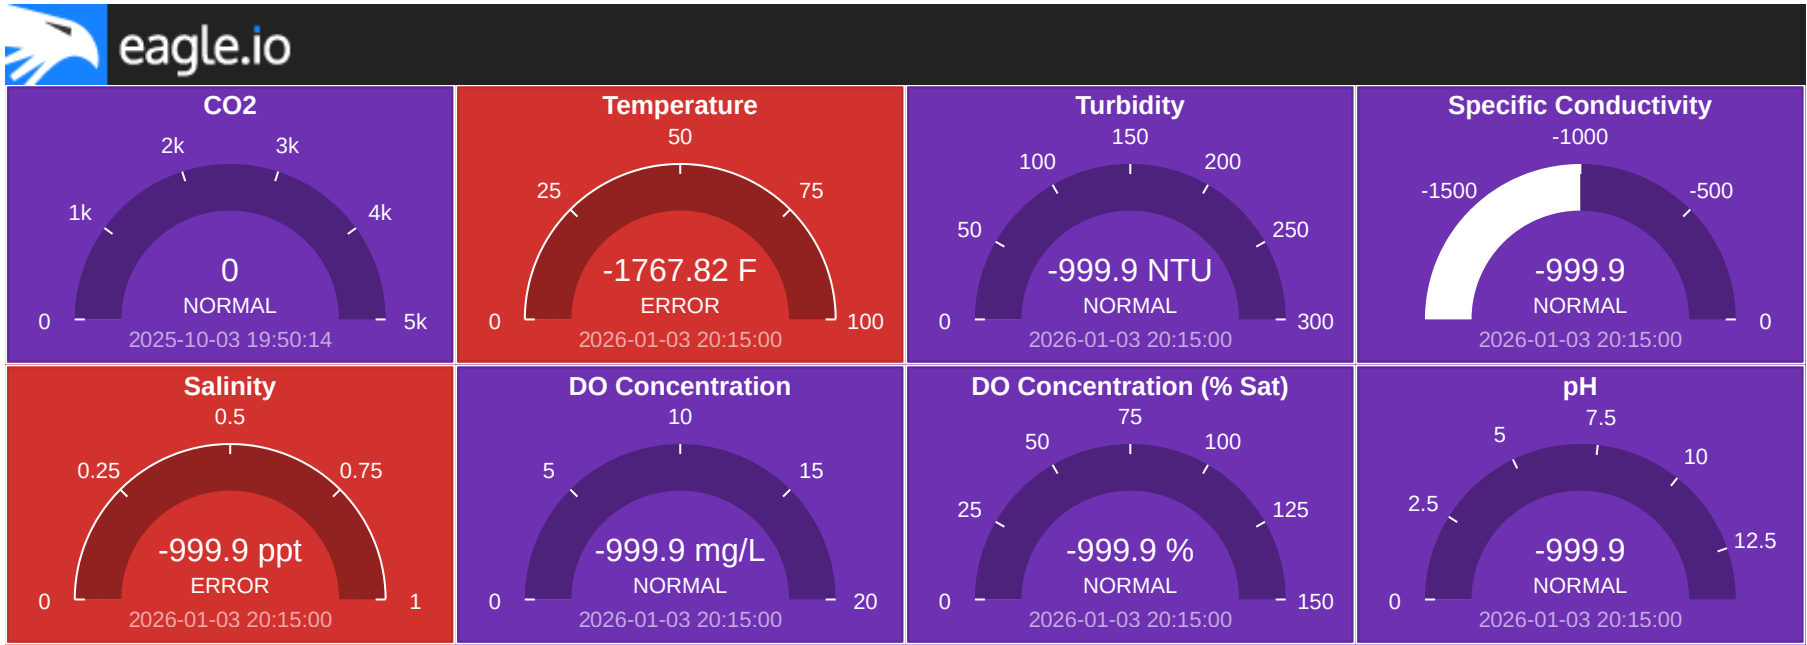 eagle.io
CO2
0
1k
2k
3k
4k
5k
0
NORMAL
2025-10-03 19:50:14
Temperature
0
25
50
75
100
-1767.82 F
ERROR
2026-01-03 20:15:00
Turbidity
0
50
100
150
200
250
300
-999.9 NTU
NORMAL
2026-01-03 20:15:00
Specific Conductivity
-1500
-1000
-500
0
-999.9
NORMAL
2026-01-03 20:15:00
Salinity
0
0.25
0.5
0.75
1
-999.9 ppt
ERROR
2026-01-03 20:15:00
DO Concentration
0
5
10
15
20
-999.9 mg/L
NORMAL
2026-01-03 20:15:00
DO Concentration (% Sat)
0
25
50
75
100
125
150
-999.9 %
NORMAL
2026-01-03 20:15:00
pH
0
2.5
5
7.5
10
12.5
-999.9
NORMAL
2026-01-03 20:15:00